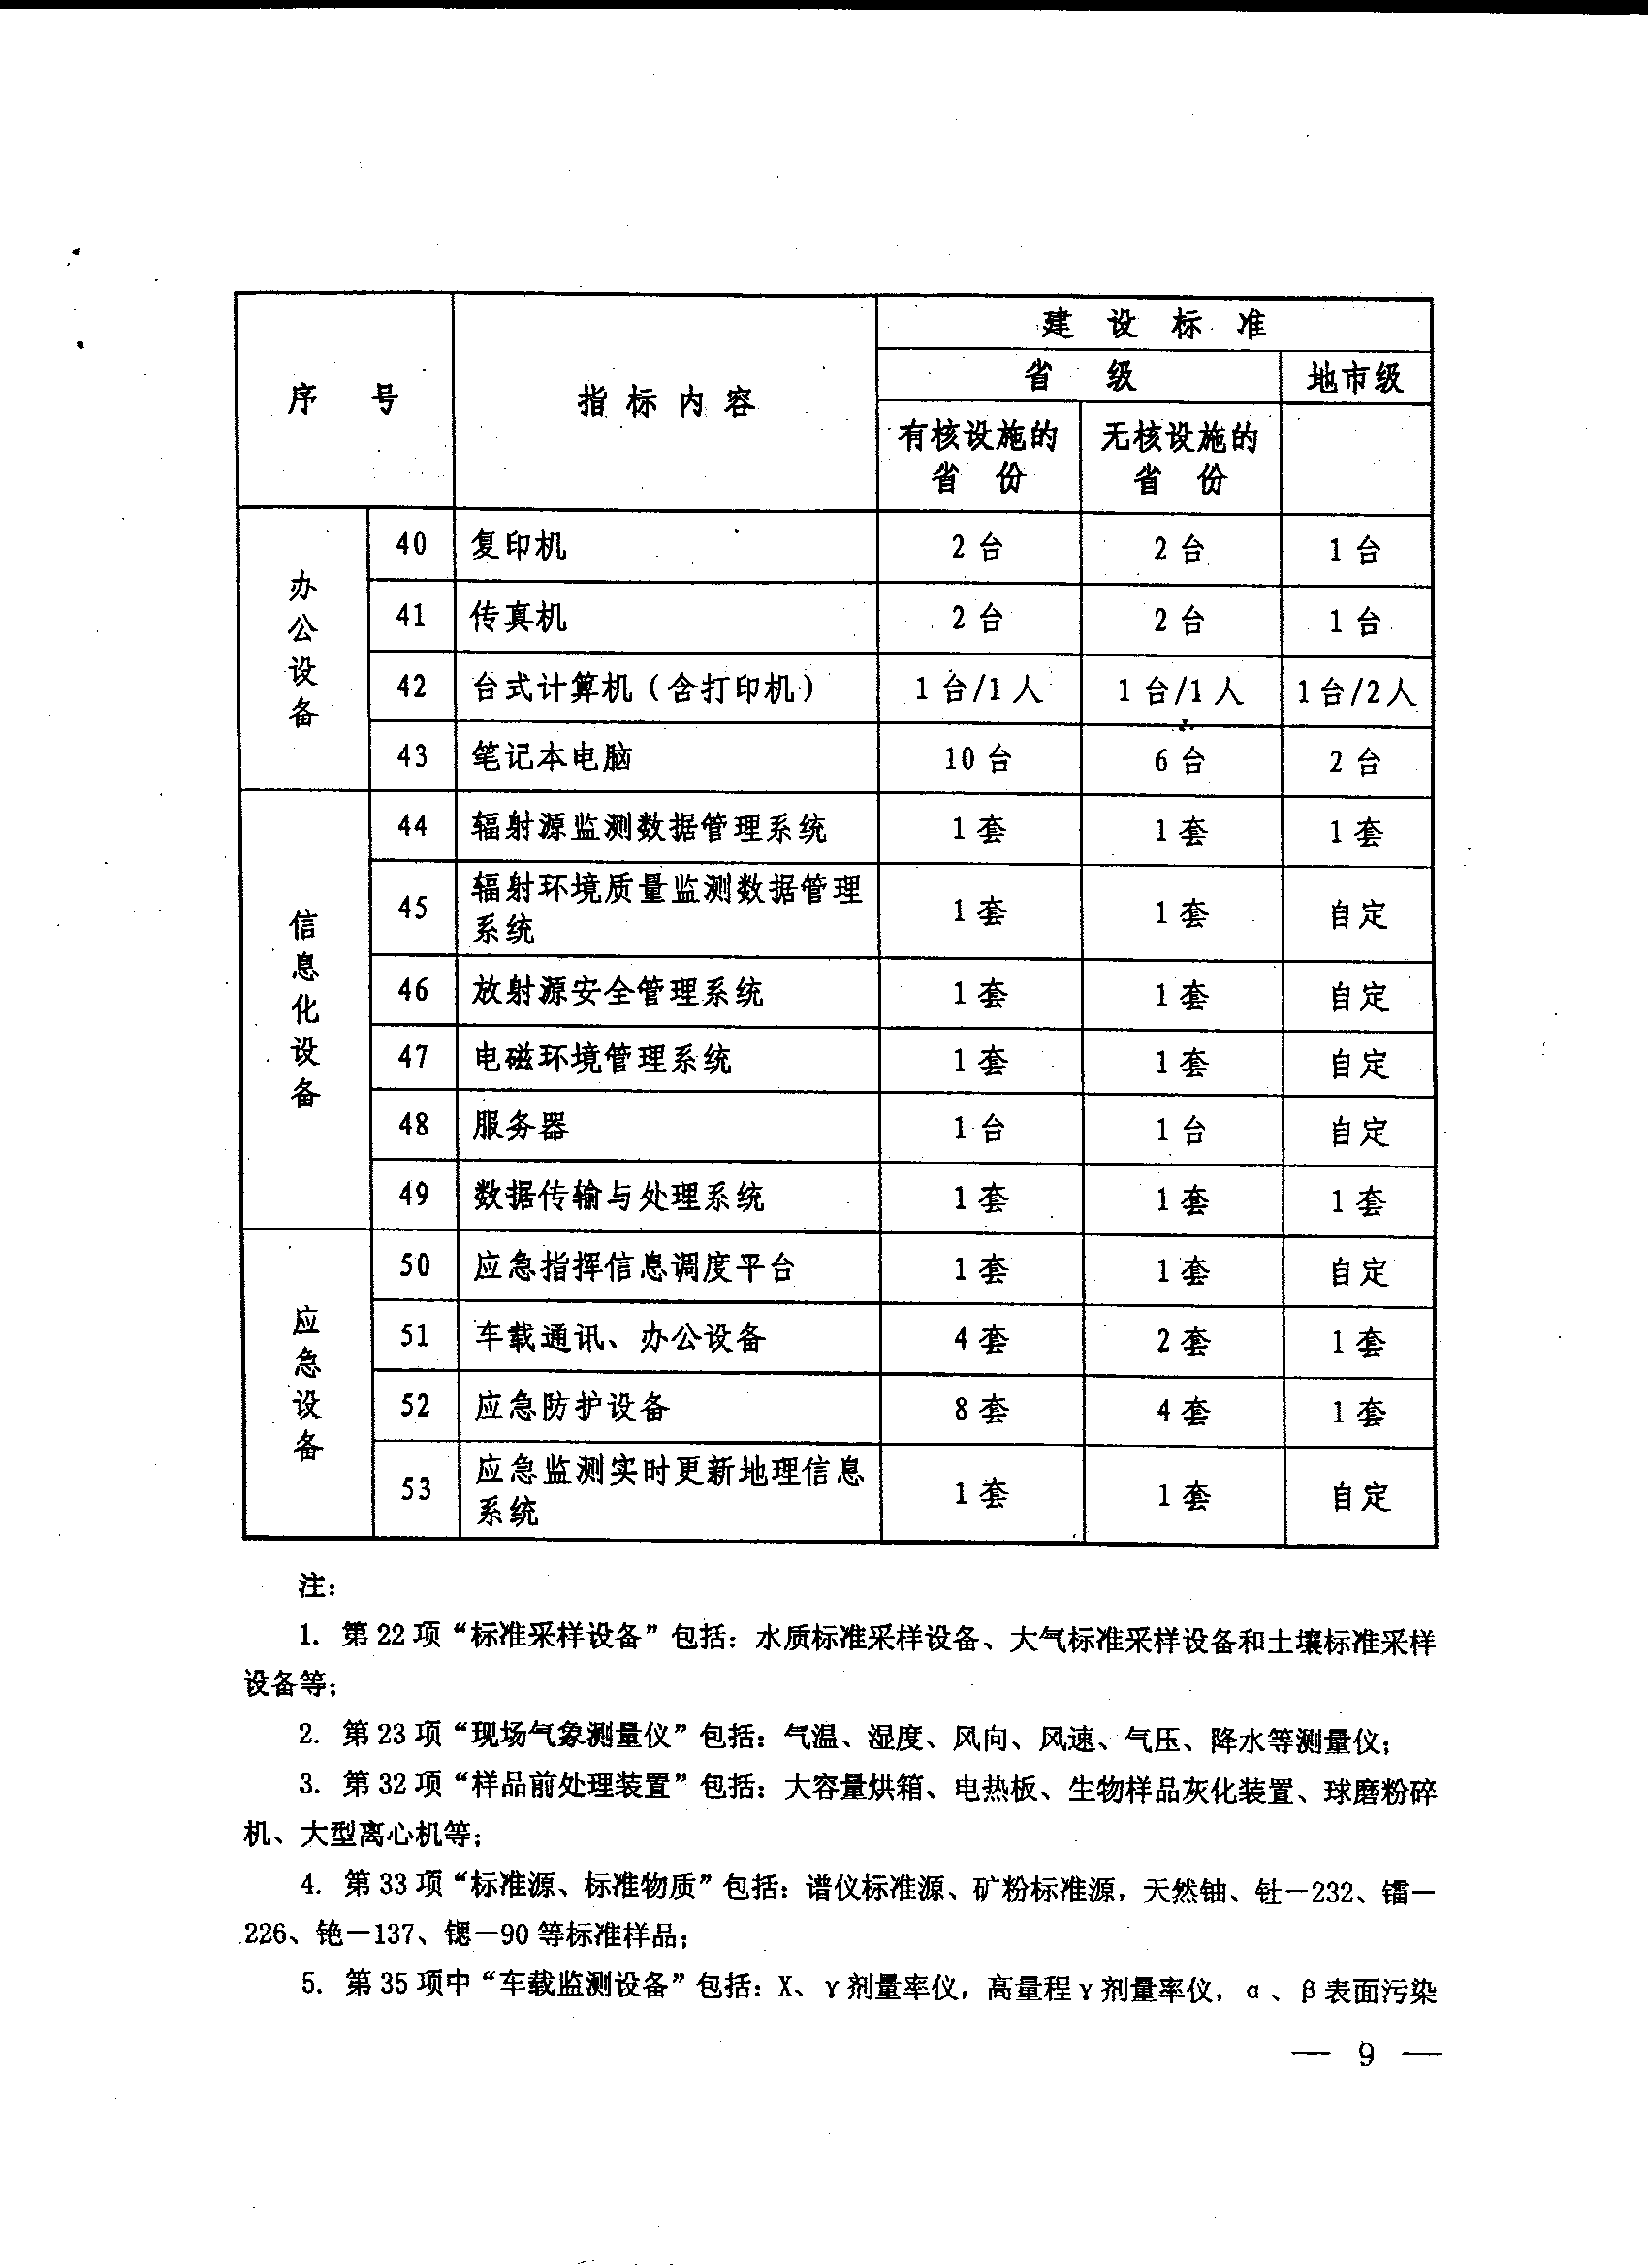 序 号 指标内容 建设标准
省级 地市级
有核设施的省份 无核设施的省份
办公设备
40 复印机 2台 2台 1台
41 传真机 2台 2台 1台
42 台式计算机（含打印机） 1台/1人 1台/1人 1台/2人
43 笔记本电脑 10台 6台 2台
信息化设备
44 辐射源监测数据管理系统 1套 1套 1套
45 辐射环境质量监测数据管理系统 1套 1套 自定
46 放射源安全管理系统 1套 1套 自定
47 电磁环境管理系统 1套 1套 自定
48 服务器 1台 1台 自定
49 数据传输与处理系统 1套 1套 1套
应急设备
50 应急指挥信息调度平台 1套 1套 自定
51 车载通讯、办公设备 4套 2套 1套
52 应急防护设备 8套 4套 1套
53 应急监测实时更新地理信息系统 1套 1套 自定
注：
1. 第22项“标准采样设备”包括：水质标准采样设备、大气标准采样设备和土壤标准采样
设备等；
2. 第23项“现场气象测量仪”包括：气温、湿度、风向、风速、气压、降水等测量仪；
3. 第32项“样品前处理装置”包括：大容量烘箱、电热板、生物样品灰化装置、球磨粉碎
机、大型离心机等；
4. 第33项“标准源、标准物质”包括：谱仪标准源、矿粉标准源，天然铀、钍－232、镭－
226、铯－137、锶－90等标准样品；
5. 第35项中“车载监测设备”包括：X、γ剂量率仪，高量程γ剂量率仪，α、β表面污染
— 9 —